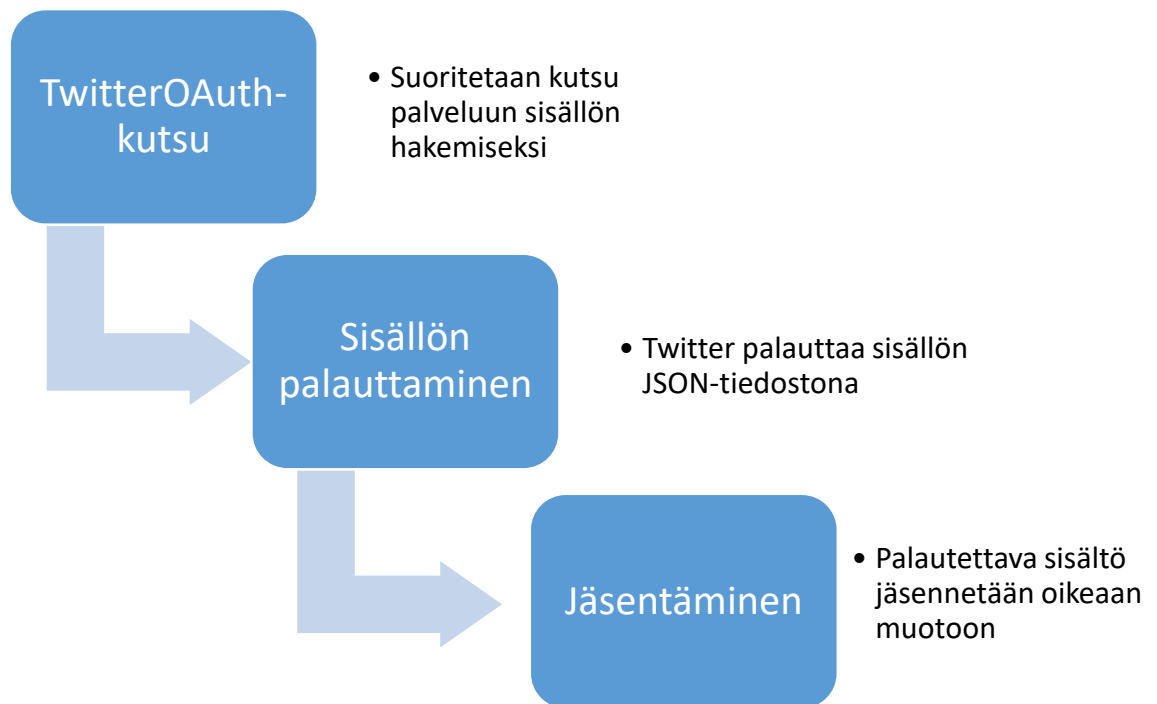 TwitterOAuth-
kutsu
• Suoritetaan kutsu
palveluun sisällön
hakemiseksi
Sisällön
palauttaminen
• Twitter palauttaa sisällön
JSON-tiedostona
Jäsentäminen
• Palautettava sisältö
jäsennetään oikeaan
muotoon